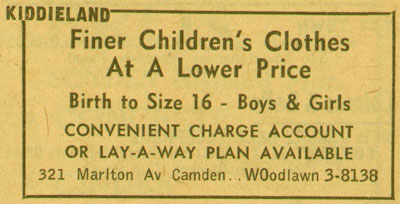 KIDDIELAND
Finer Children's Clothes
At A Lower Price
Birth to Size 16 - Boys & Girls
CONVENIENT CHARGE ACCOUNT
OR LAY-A-WAY PLAN AVAILABLE
321 Marlton Av Camden.. WOodlawn 3-8138